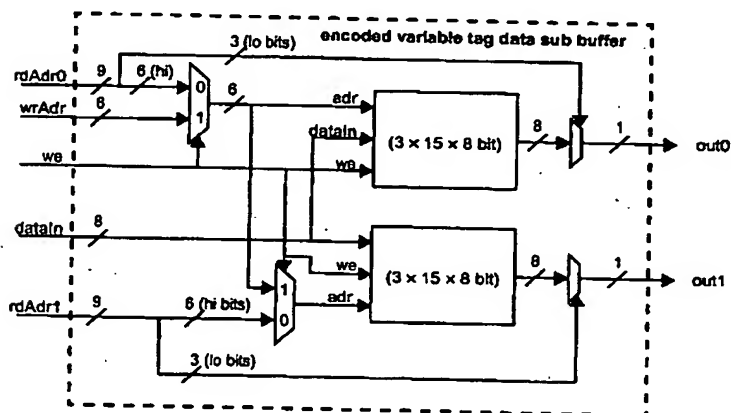 encoded variable tag data sub buffer
3 (lo bits)
rdAdr0
9
6 (hi)
0
6
wrAdr
6
1
adr
dataIn
(3 × 15 × 8 bit)
8
1
out0
we
we
dataIn
8
we
(3 × 15 × 8 bit)
8
1
out1
1
adr
rdAdr1
9
6 (hi bits)
0
3 (lo bits)